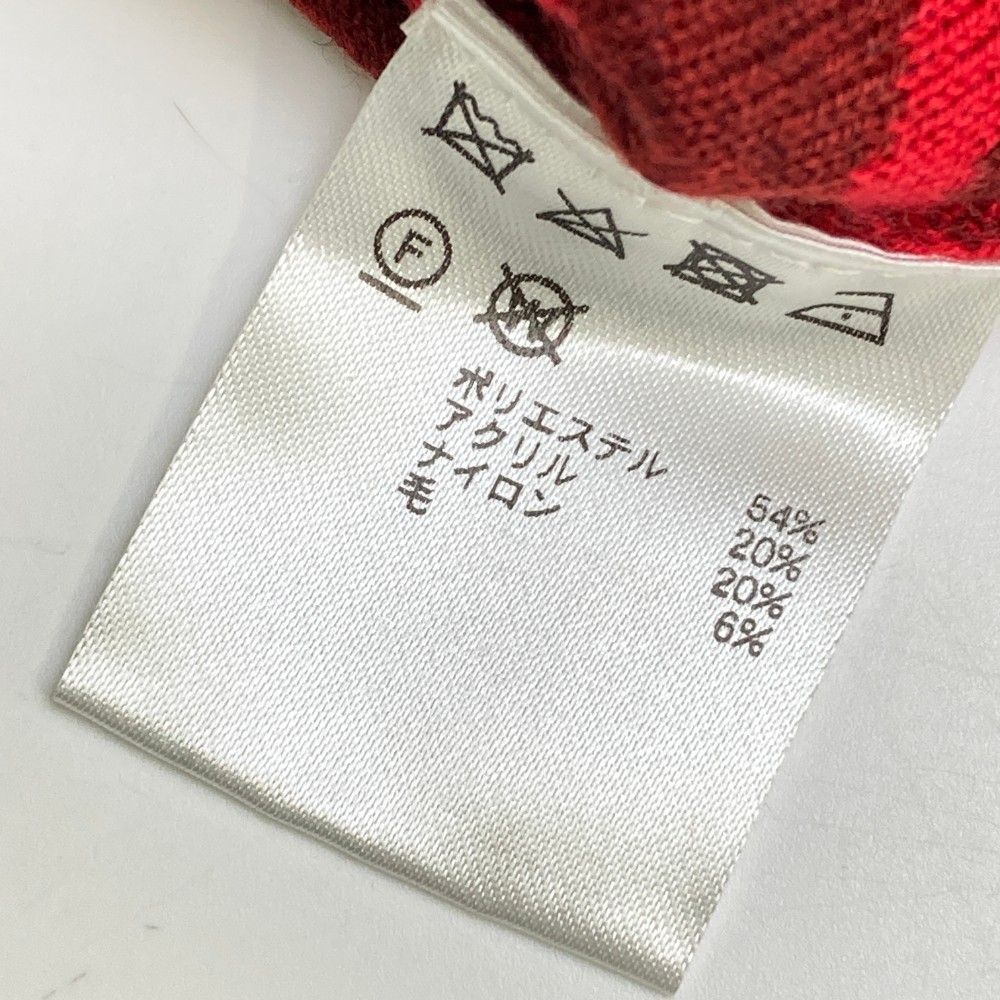 F
W
ポリエステル 54%
アクリル 20%
ナイロン 20%
毛 6%